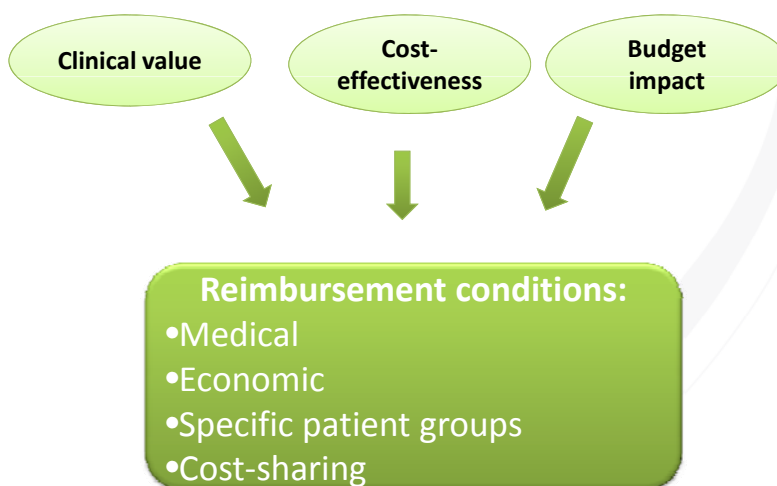 Clinical value
Cost-
effectiveness
Budget
impact
Reimbursement conditions:
•Medical
•Economic
•Specific patient groups
•Cost-sharing